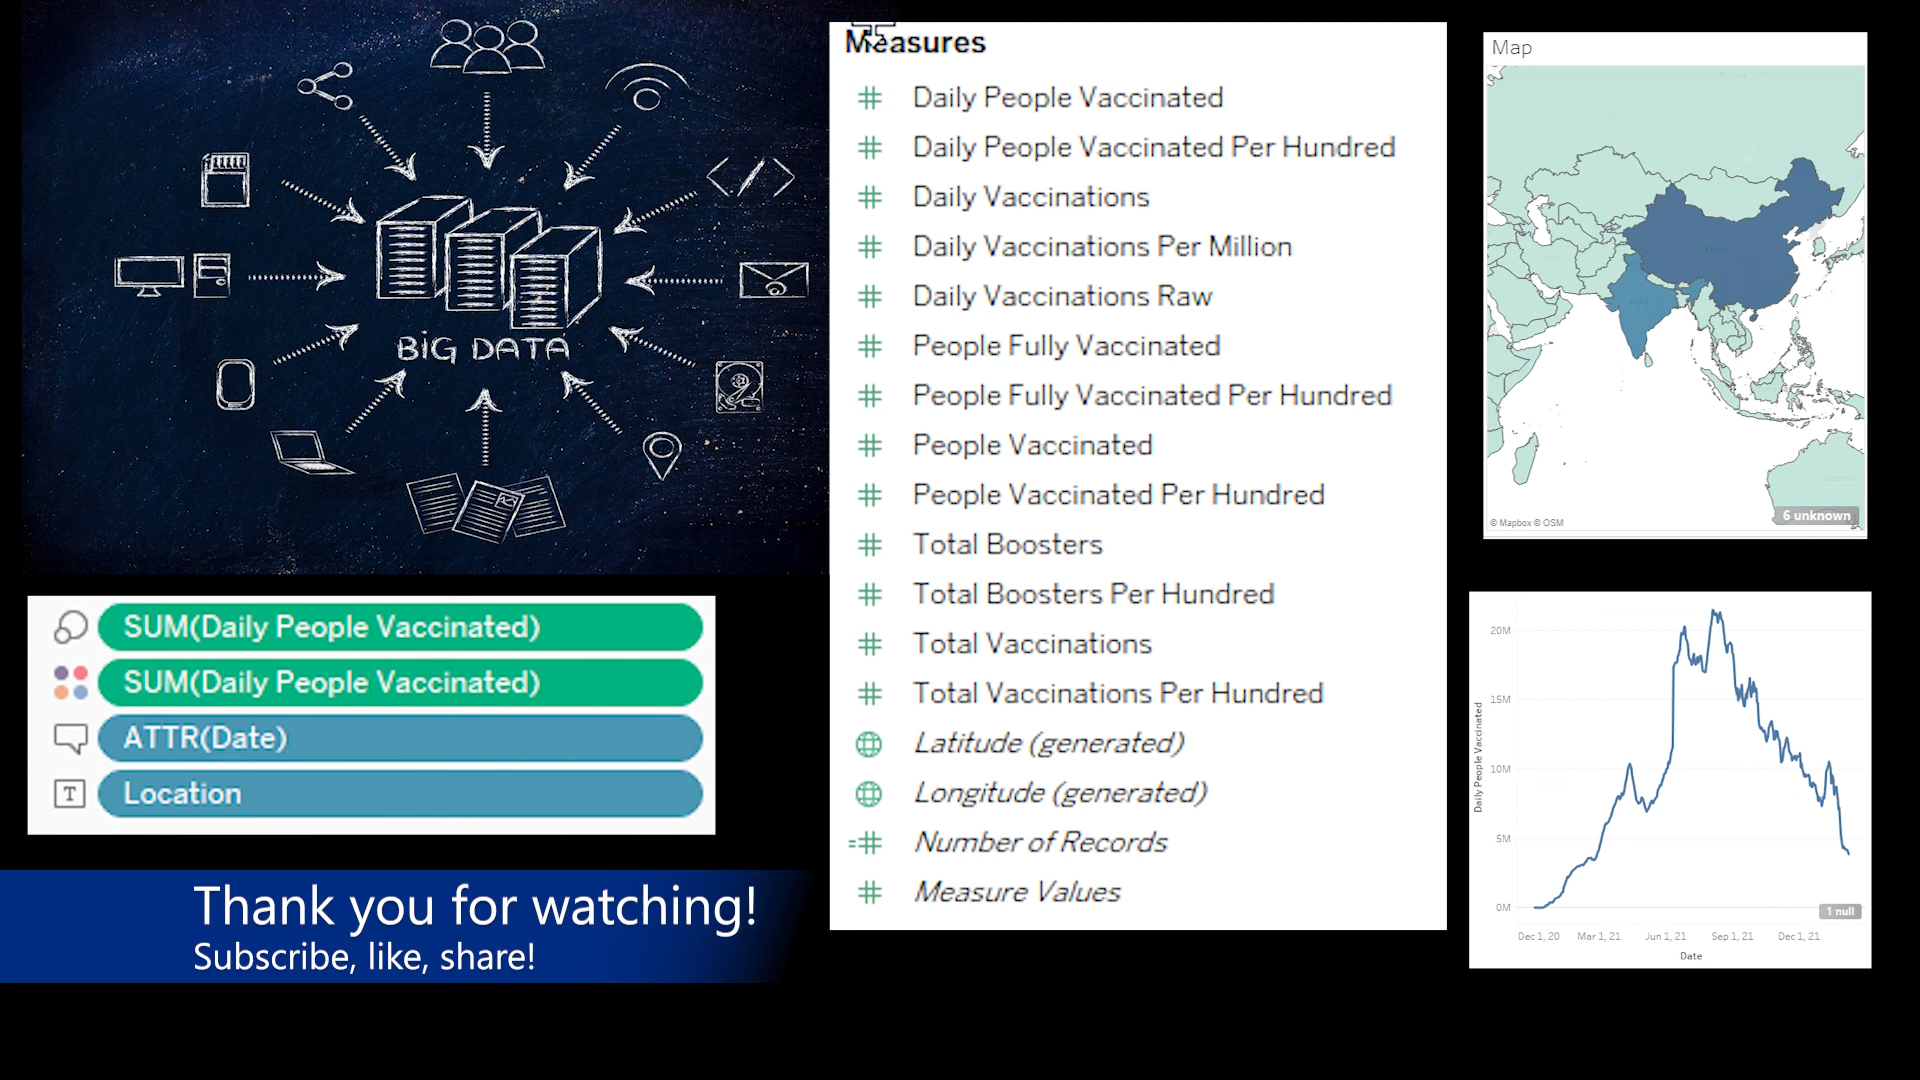 BIG DATA
SUM(Daily People Vaccinated)
SUM(Daily People Vaccinated)
ATTR(Date)
T
Location
Thank you for watching!
Subscribe, like, share!
Measures
Daily People Vaccinated
Daily People Vaccinated Per Hundred
Daily Vaccinations
Daily Vaccinations Per Million
Daily Vaccinations Raw
People Fully Vaccinated
People Fully Vaccinated Per Hundred
People Vaccinated
People Vaccinated Per Hundred
Total Boosters
Total Boosters Per Hundred
Total Vaccinations
Total Vaccinations Per Hundred
Latitude (generated)
Longitude (generated)
Number of Records
Measure Values
Map
© Mapbox © OSM
6 unknown
Daily People Vaccinated
20M
15M
10M
5M
0M
1 null
Dec 1, 20 Mar 1, 21 Jun 1, 21 Sep 1, 21 Dec 1, 21
Date